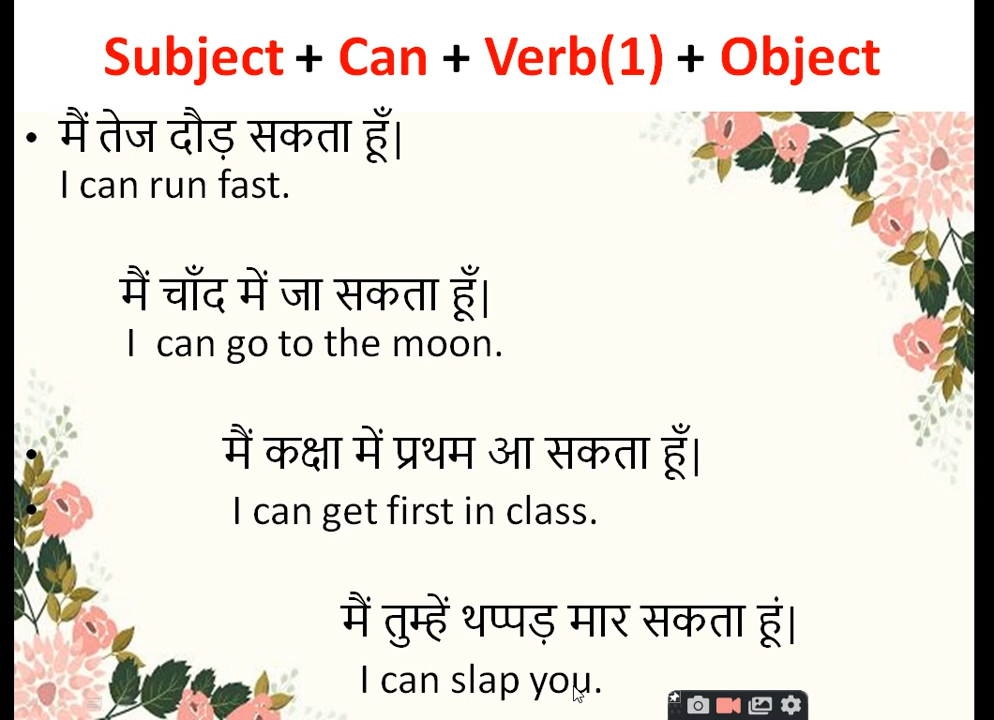 Subject + Can + Verb(1) + Object
• मैं तेज दौड़ सकता हूँ|
I can run fast.
मैं चाँद में जा सकता हूँ|
I can go to the moon.
• मैं कक्षा में प्रथम आ सकता हूँ|
• I can get first in class.
मैं तुम्हें थप्पड़ मार सकता हूं|
I can slap you.